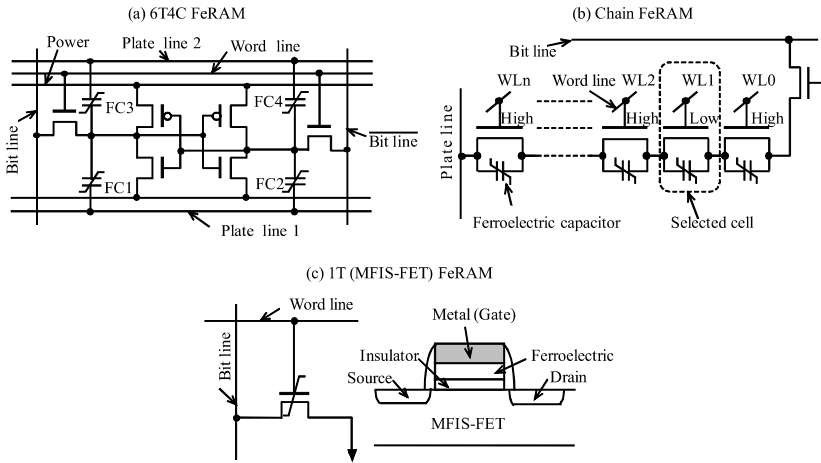 (a) 6T4C FeRAM
Power
Plate line 2
Word line
FC3
FC4
Bit line
Bit line
FC1
FC2
Plate line 1
(b) Chain FeRAM
Bit line
WLn
Word line
WL2
WL1
WL0
High
High
Low
High
Plate line
Ferroelectric capacitor
Selected cell
(c) 1T (MFIS-FET) FeRAM
Word line
Bit line
Metal (Gate)
Insulator
Ferroelectric
Source
Drain
MFIS-FET